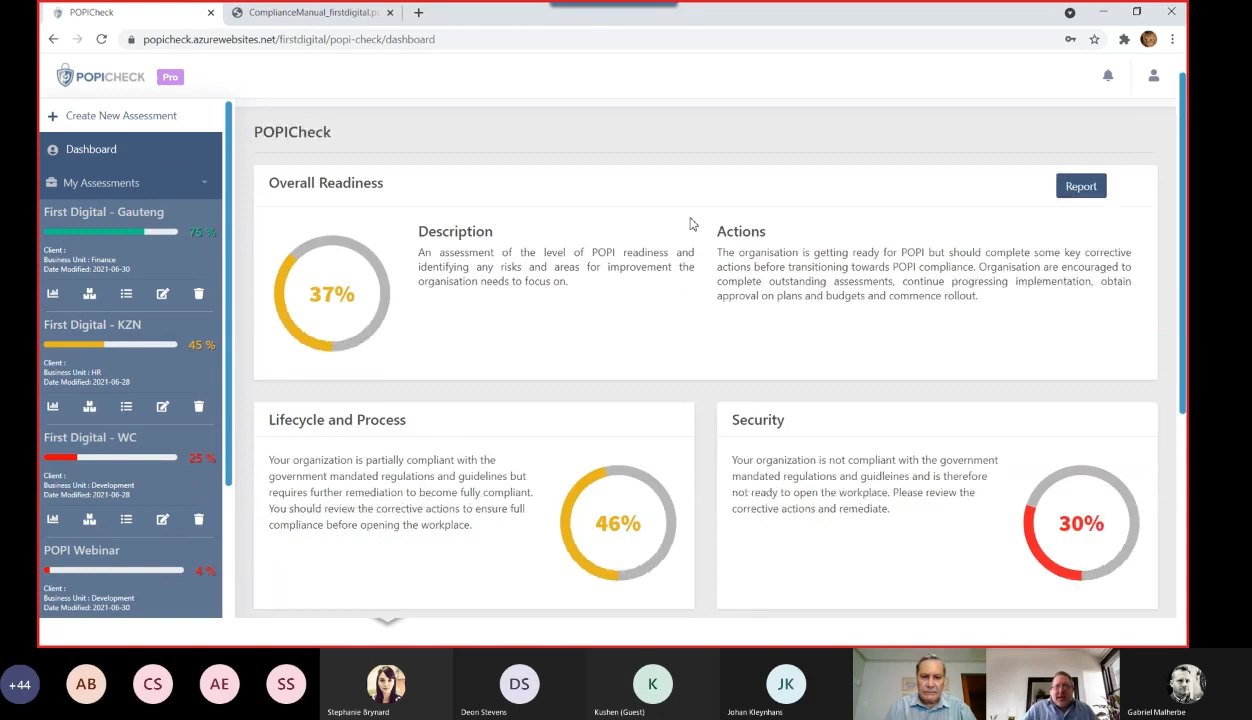 POPICheck
ComplianceManual_firstdigital.p
popicheck.azurewebsites.net/firstdigital/popi-check/dashboard
POPICHECK Pro
Create New Assessment
Dashboard
My Assessments
First Digital - Gauteng
75 %
Client :
Business Unit : Finance
Date Modified: 2021-06-30
First Digital - KZN
45 %
Client :
Business Unit : HR
Date Modified: 2021-06-28
First Digital - WC
25 %
Client :
Business Unit : Development
Date Modified: 2021-06-28
POPI Webinar
4 %
Client :
Business Unit : Development
Date Modified: 2021-06-30
POPICheck
Overall Readiness
Report
37%
Description
An assessment of the level of POPI readiness and
identifying any risks and areas for improvement the
organisation needs to focus on.
Actions
The organisation is getting ready for POPI but should complete some key corrective
actions before transitioning towards POPI compliance. Organisation are encouraged to
complete outstanding assessments, continue progressing implementation, obtain
approval on plans and budgets and commence rollout.
Lifecycle and Process
Your organization is partially compliant with the
government mandated regulations and guidelines but
requires further remediation to become fully compliant.
You should review the corrective actions to ensure full
compliance before opening the workplace.
46%
Security
Your organization is not compliant with the government
mandated regulations and guidleines and is therefore
not ready to open the workplace. Please review the
corrective actions and remediate.
30%
+44
AB
CS
AE
SS
Stephanie Brynard
DS
Deon Stevens
K
Kushen (Guest)
JK
Johan Kleynhans
Gabriel Malherbe